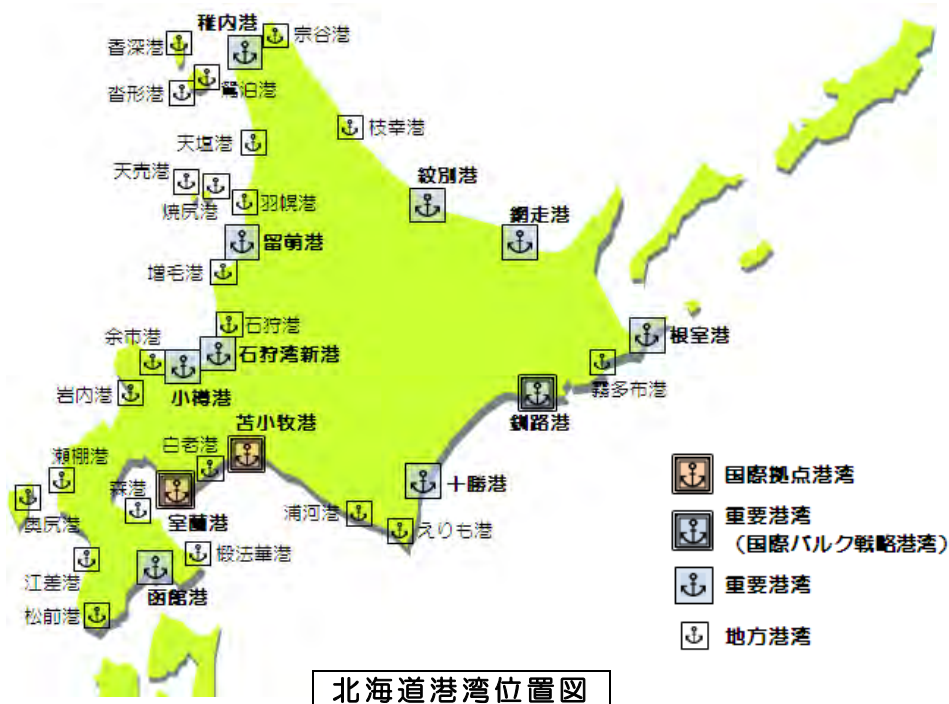 稚内港
宗谷港
香深港
鴛泊港
沓形港
枝幸港
天塩港
天売港
焼尻港
羽幌港
紋別港
網走港
留萌港
増毛港
石狩港
余市港
石狩湾新港
根室港
霧多布港
岩内港
小樽港
釧路港
苫小牧港
白老港
瀬棚港
森港
十勝港
奥尻港
室蘭港
浦河港
えりも港
椴法華港
江差港
函館港
松前港
国際拠点港湾
重要港湾
（国際バルク戦略港湾）
重要港湾
地方港湾
北海道港湾位置図